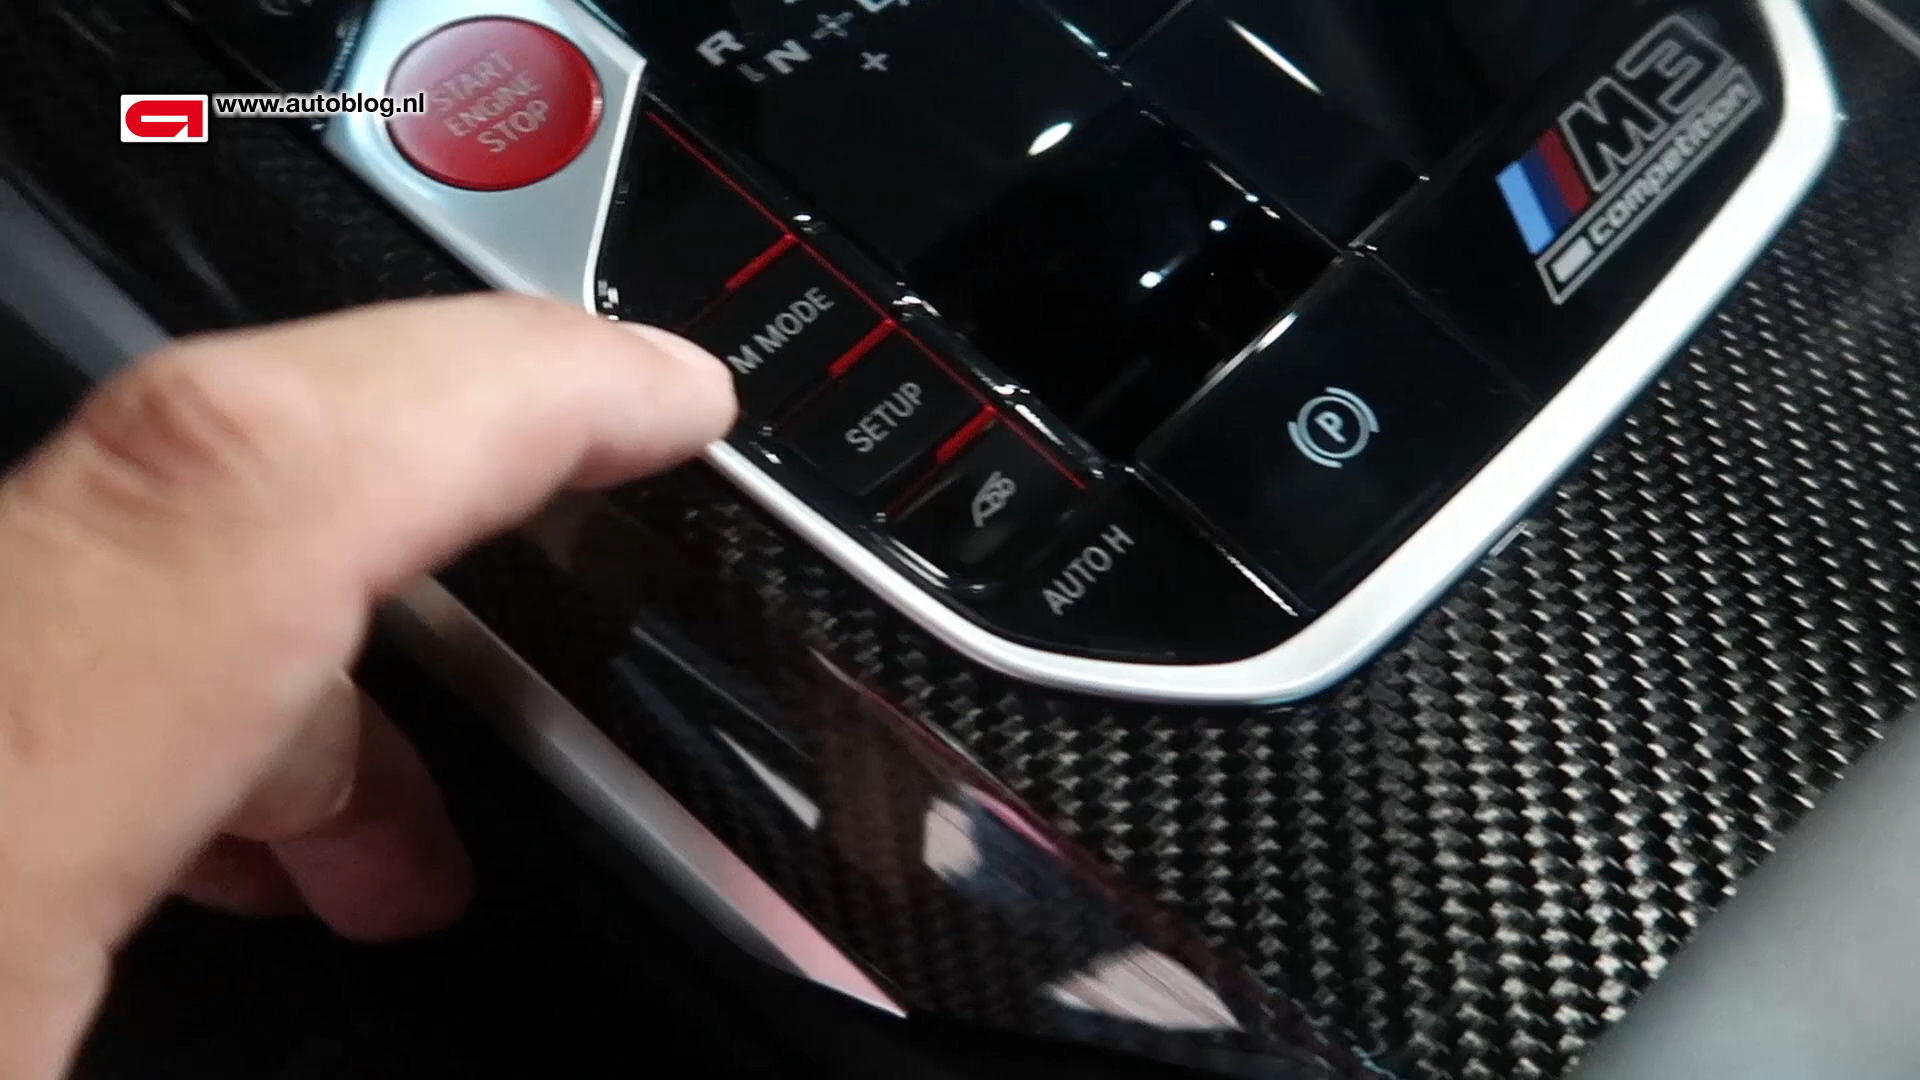 www.autoblog.nl
START
ENGINE
STOP
R
N
M3
competition
M MODE
SETUP
P
AUTO H